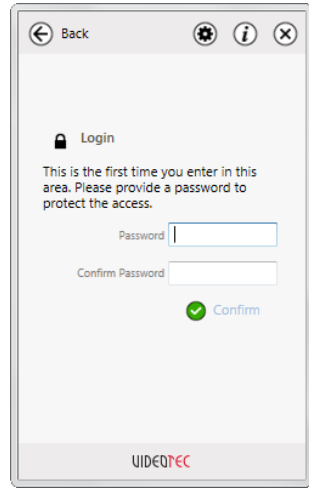 Back
Login
This is the first time you enter in this
area. Please provide a password to
protect the access.
Password
Confirm Password
Confirm
VIDEOTEC